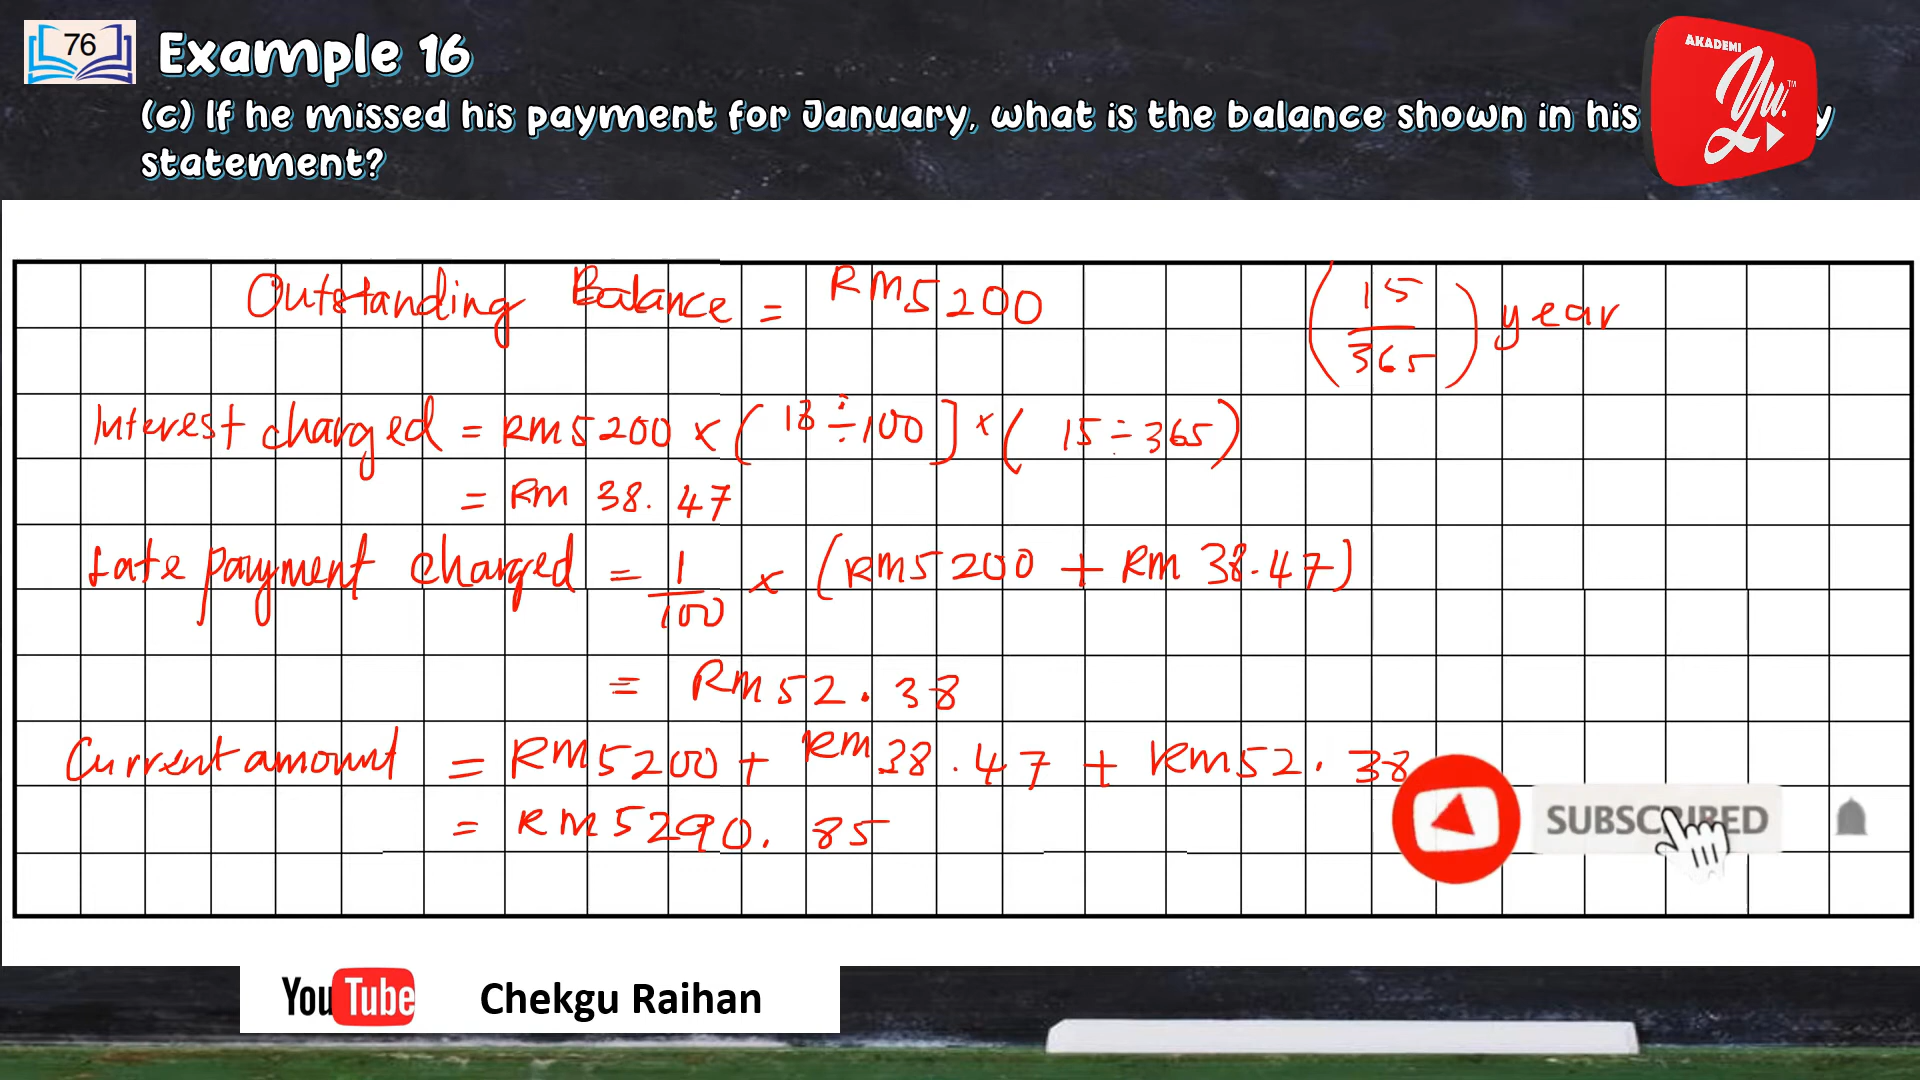 76
Example 16
AKADEMI
Yu.
TM
(c) If he missed his payment for January, what is the balance shown in his
y
statement?
Outstanding Balance = RM5200
(15/365) year
Interest charged = RM5200 × (18 ÷ 100] × (15 ÷ 365)
= RM 38.47
Late payment charged = 1/100 × (RM5200 + RM 38.47)
= RM52.38
Current amount = RM5200 + RM38.47 + RM52.38
= RM5290.85
SUBSCRIBED
YouTube
Chekgu Raihan